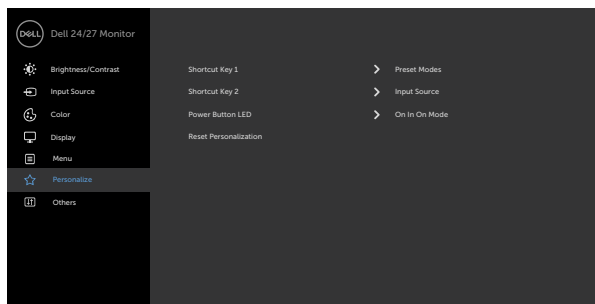 DELL Dell 24/27 Monitor
Brightness/Contrast
Input Source
Color
Display
Menu
Personalize
Others
Shortcut Key 1 Preset Modes
Shortcut Key 2 Input Source
Power Button LED On In On Mode
Reset Personalization